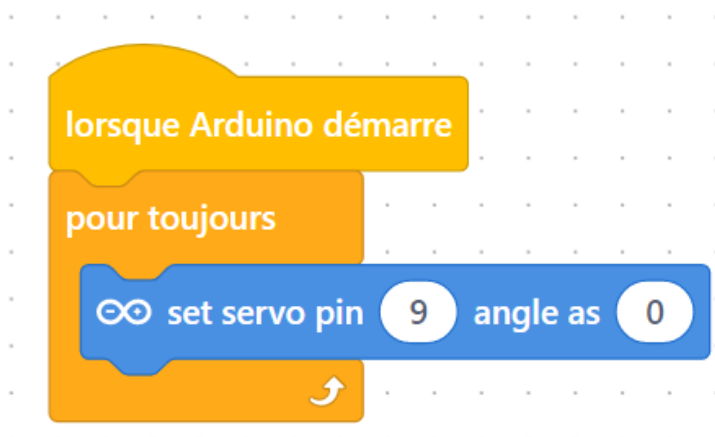 lorsque Arduino démarre
pour toujours
set servo pin 9 angle as 0